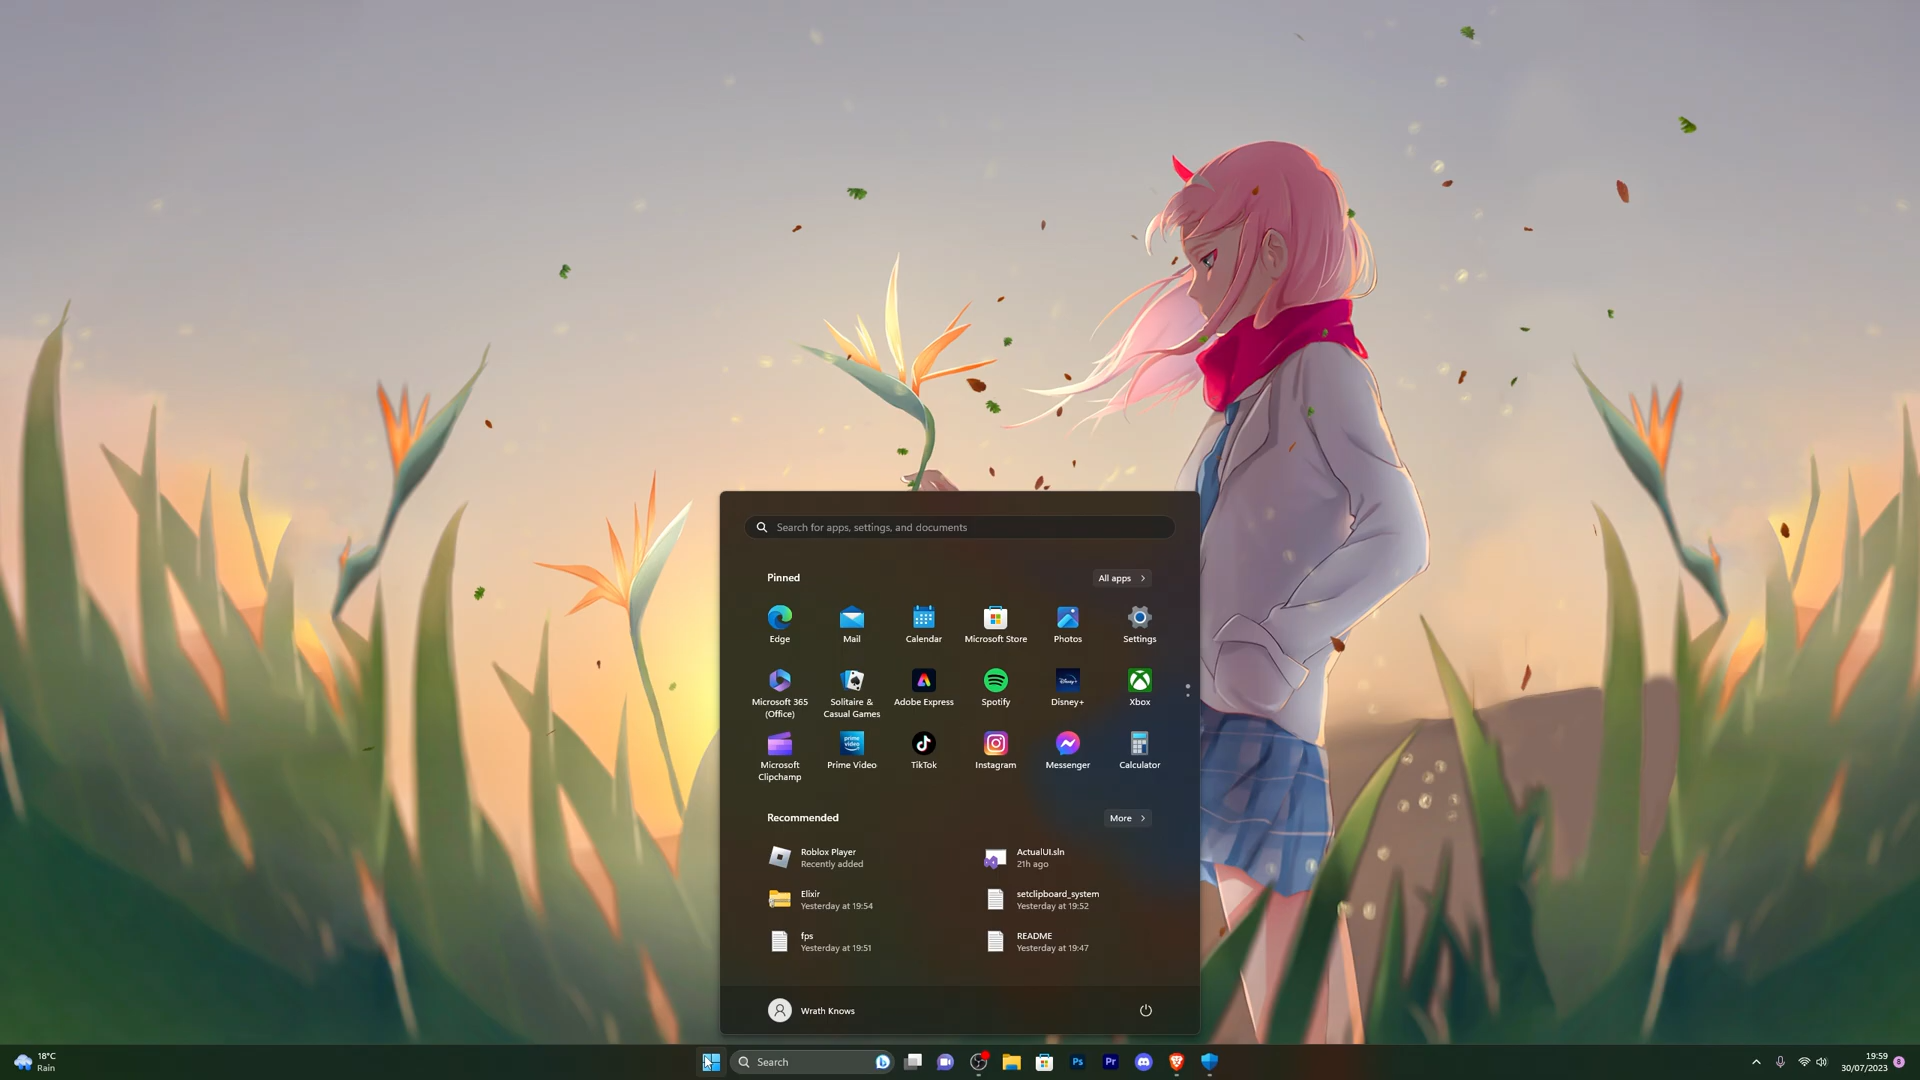 Search for apps, settings, and documents
Pinned
All apps
Edge
Mail
Calendar
Microsoft Store
Photos
Settings
Microsoft 365
(Office)
Solitaire &
Casual Games
Adobe Express
Spotify
Disney+
Disney+
Xbox
Microsoft
Clipchamp
prime
video
Prime Video
TikTok
Instagram
Messenger
Calculator
Recommended
More
Roblox Player
Recently added
ActualUI.sln
21h ago
Elixir
Yesterday at 19:54
setclipboard_system
Yesterday at 19:52
fps
Yesterday at 19:51
README
Yesterday at 19:47
Wrath Knows
18°C
Rain
Search
Ps
Pr
19:59
30/07/2023
8